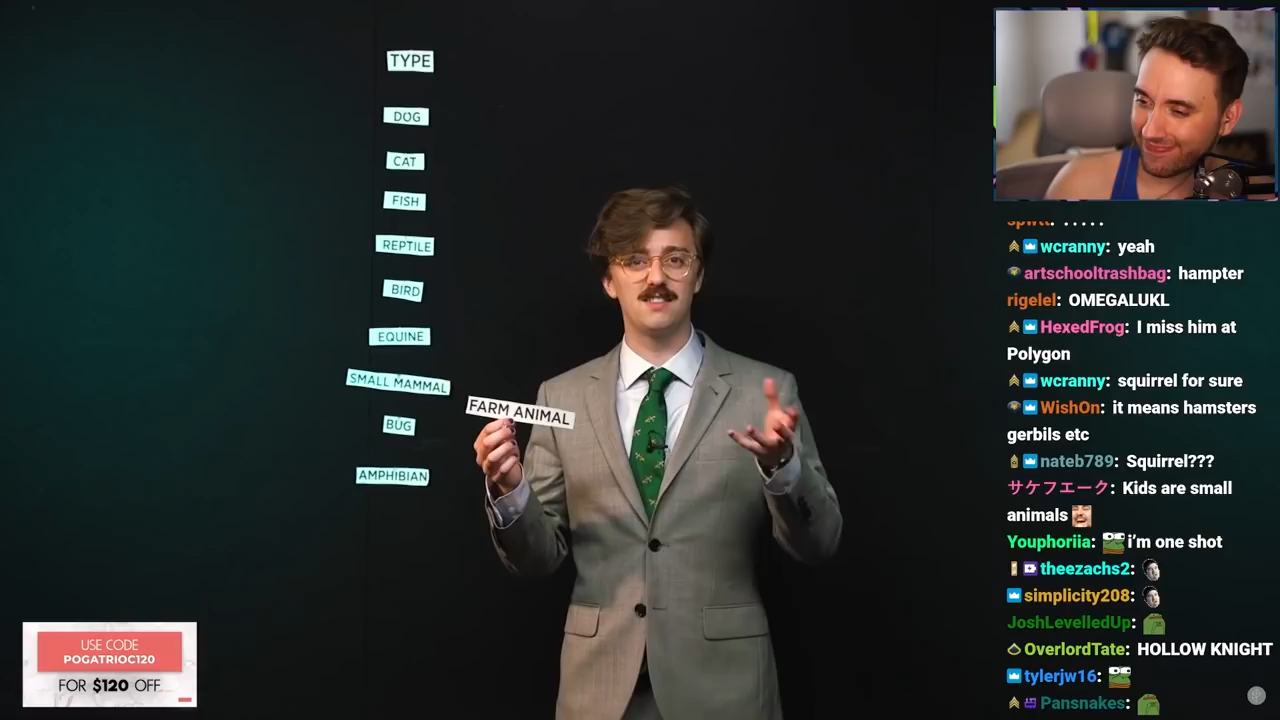 TYPE
DOG
CAT
FISH
REPTILE
BIRD
EQUINE
SMALL MAMMAL
FARM ANIMAL
BUG
AMPHIBIAN
USE CODE
POGATRIOC120
FOR $120 OFF
wcranny: yeah
artschooltrashbag: hampter
rigelel: OMEGALUKL
HexedFrog: I miss him at
Polygon
wcranny: squirrel for sure
WishOn: it means hamsters
gerbils etc
nateb789: Squirrel???
サケフエーク: Kids are small
animals
Youphoriia: i'm one shot
theezachs2:
simplicity208:
JoshLevelledUp:
OverlordTate: HOLLOW KNIGHT
tylerjw16:
Pansnakes: